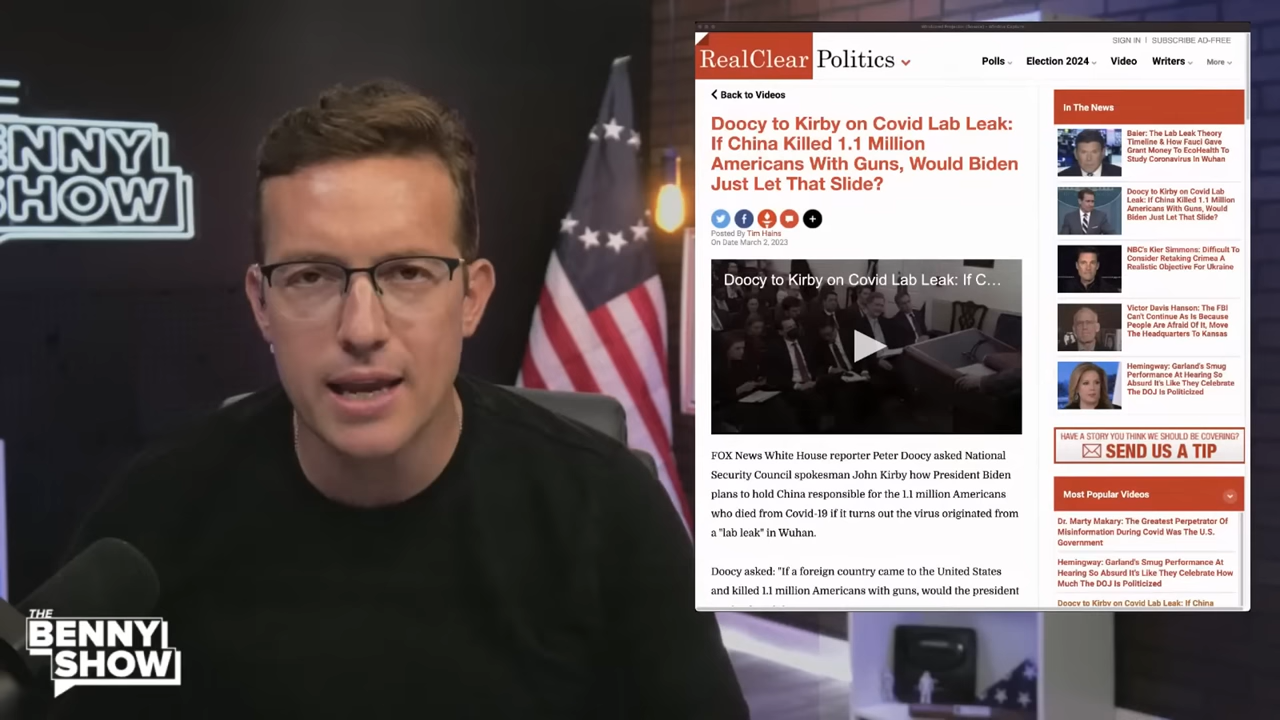 ENNY
SHOW
THE
BENNY
SHOW
RealClear Politics
SIGN IN | SUBSCRIBE AD-FREE
Polls
Election 2024
Video
Writers
More
Back to Videos
Doocy to Kirby on Covid Lab Leak:
If China Killed 1.1 Million
Americans With Guns, Would Biden
Just Let That Slide?
Posted By Tim Hains
On Date March 2, 2023
Doocy to Kirby on Covid Lab Leak: If C...
FOX News White House reporter Peter Doocy asked National
Security Council spokesman John Kirby how President Biden
plans to hold China responsible for the 1.1 million Americans
who died from Covid-19 if it turns out the virus originated from
a "lab leak" in Wuhan.
Doocy asked: "If a foreign country came to the United States
and killed 1.1 million Americans with guns, would the president
In The News
Baier: The Lab Leak Theory
Timeline & How Fauci Gave
Grant Money To EcoHealth To
Study Coronavirus In Wuhan
Doocy to Kirby on Covid Lab
Leak: If China Killed 1.1 Million
Americans With Guns, Would
Biden Just Let That Slide?
NBC's Kier Simmons: Difficult To
Consider Retaking Crimea A
Realistic Objective For Ukraine
Victor Davis Hanson: The FBI
Can't Continue As Is Because
People Are Afraid Of It, Move
The Headquarters To Kansas
Hemingway: Garland's Smug
Performance At Hearing So
Absurd It's Like They Celebrate
The DOJ Is Politicized
HAVE A STORY YOU THINK WE SHOULD BE COVERING?
SEND US A TIP
Most Popular Videos
Dr. Marty Makary: The Greatest Perpetrator Of
Misinformation During Covid Was The U.S.
Government
Hemingway: Garland's Smug Performance At
Hearing So Absurd It's Like They Celebrate How
Much The DOJ Is Politicized
Doocy to Kirby on Covid Lab Leak: If China